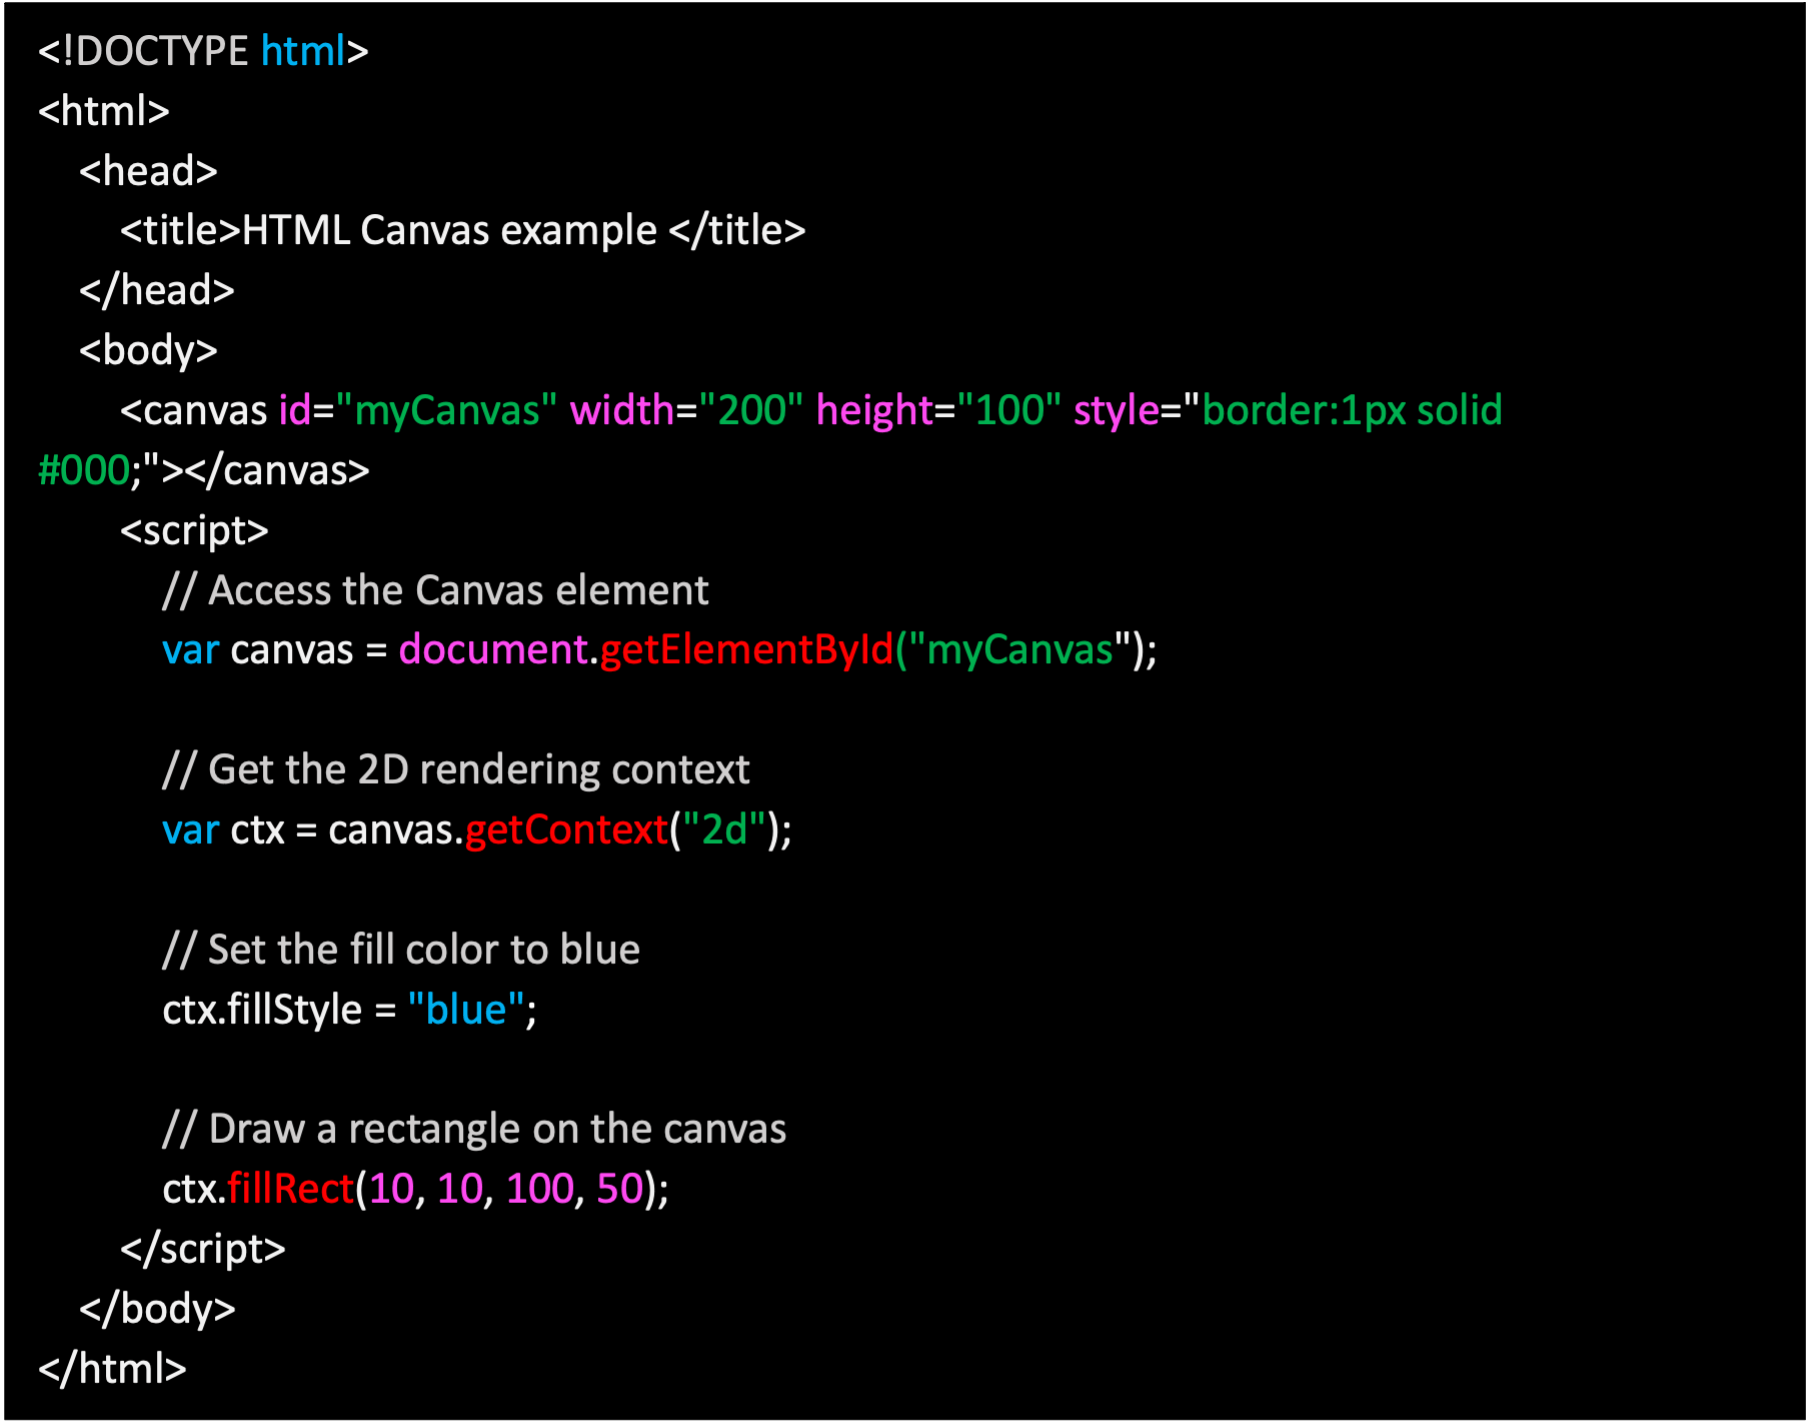 <!DOCTYPE html>
<html>
<head>
<title>HTML Canvas example </title>
</head>
<body>
<canvas id="myCanvas" width="200" height="100" style="border:1px solid
#000;"></canvas>
<script>
// Access the Canvas element
var canvas = document.getElementById("myCanvas");
// Get the 2D rendering context
var ctx = canvas.getContext("2d");
// Set the fill color to blue
ctx.fillStyle = "blue";
// Draw a rectangle on the canvas
ctx.fillRect(10, 10, 100, 50);
</script>
</body>
</html>